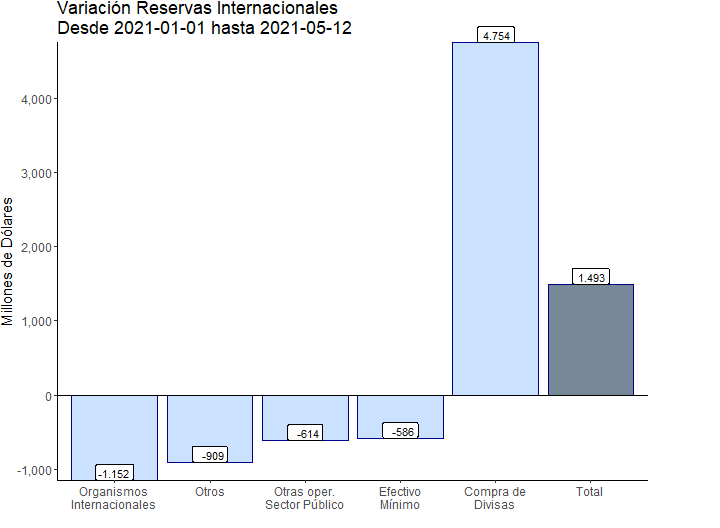 Variación Reservas Internacionales
Desde 2021-01-01 hasta 2021-05-12
Millones de Dólares
4,000
3,000
2,000
1,000
0
-1,000
-1.152
-909
-614
-586
4.754
1.493
Organismos
Internacionales
Otros
Otras oper.
Sector Público
Efectivo
Mínimo
Compra de
Divisas
Total